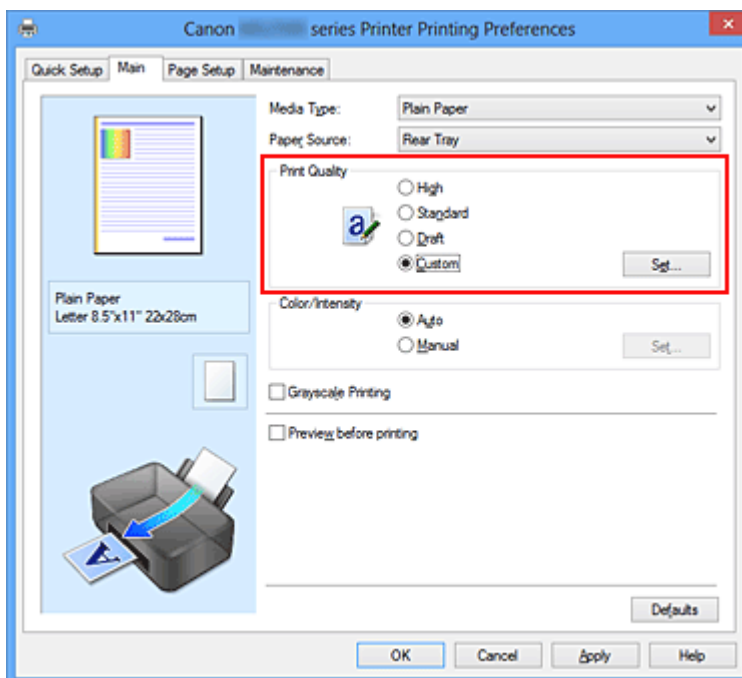 Canon series Printer Printing Preferences
Quick Setup Main Page Setup Maintenance
Media Type: Plain Paper
Paper Source: Rear Tray
Print Quality
High
Standard
Draft
Custom Set...
Plain Paper
Letter 8.5"x11" 22x28cm
Color/Intensity
Auto
Manual Set...
Grayscale Printing
Preview before printing
A
Defaults
OK Cancel Apply Help